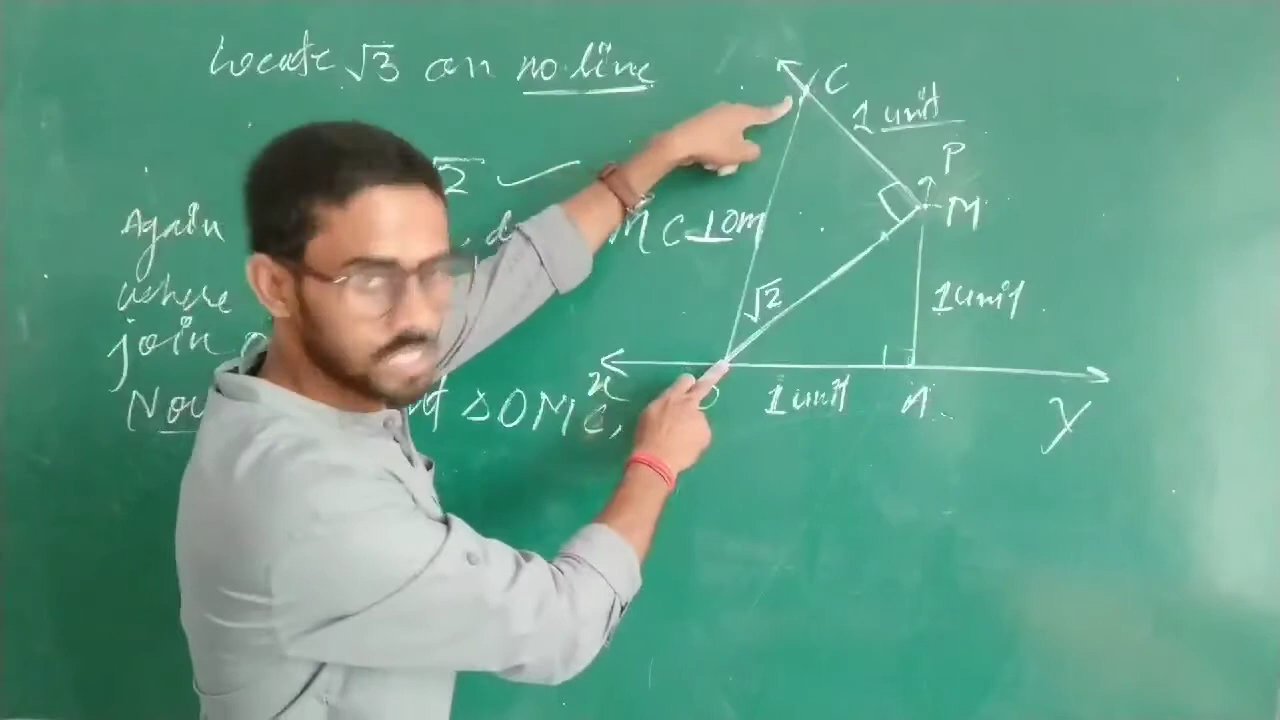 Locate √3 on no. line
√2 ✓
Again
MC ⊥ OM
where
join
Now
ΔOMC,
C
1 unit
P
M
√2
1 unit
x
1 unit
A
Y